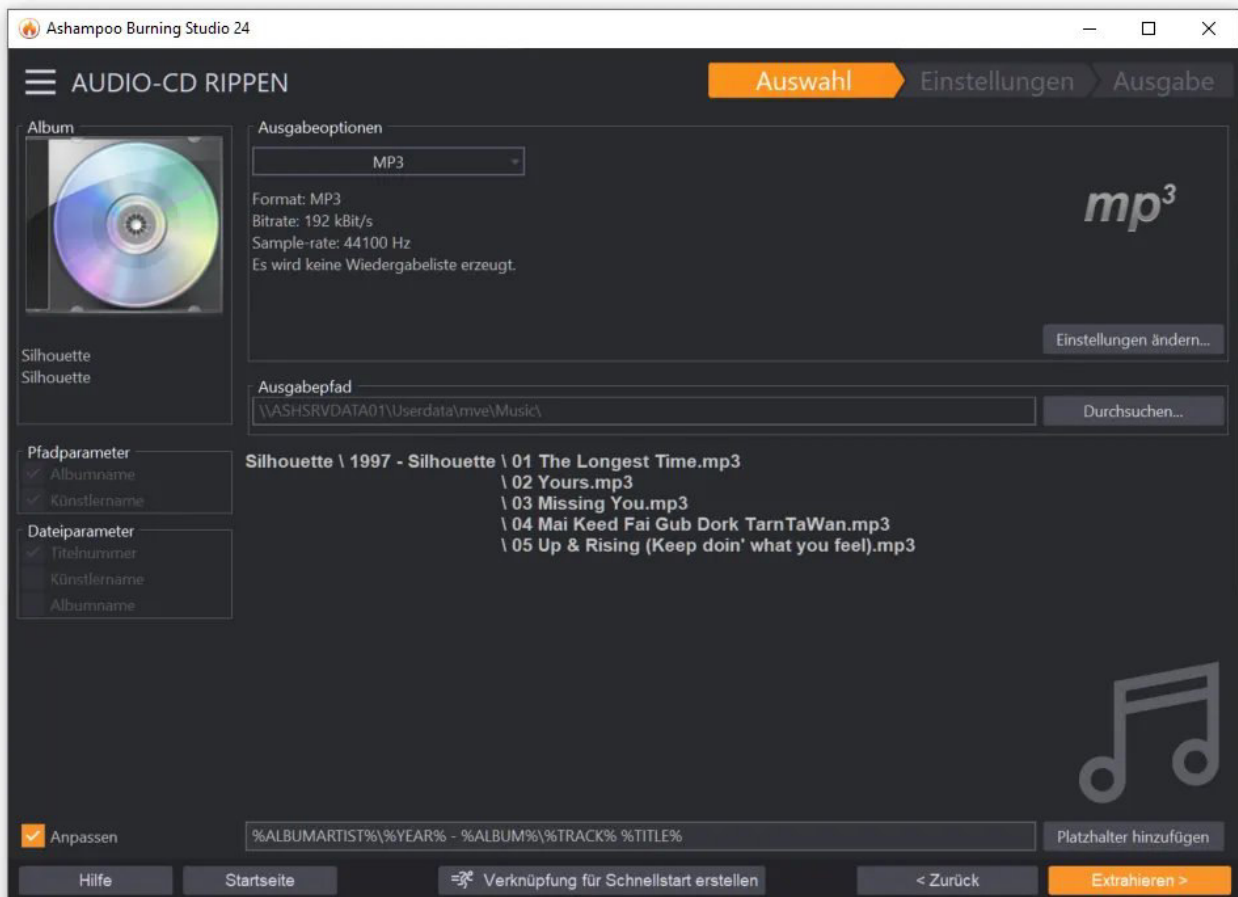 Ashampoo Burning Studio 24
AUDIO-CD RIPPEN
Auswahl
Einstellungen
Ausgabe
Album
Silhouette
Silhouette
Ausgabeoptionen
MP3
Format: MP3
Bitrate: 192 kBit/s
Sample-rate: 44100 Hz
Es wird keine Wiedergabeliste erzeugt.
mp3
Einstellungen ändern...
Ausgabepfad
\\ASHSRVDATA01\Userdata\mve\Music\
Durchsuchen...
Pfadparameter
Albumname
Künstlername
Dateiparameter
Titelnummer
Künstlername
Albumname
Silhouette \ 1997 - Silhouette \ 01 The Longest Time.mp3
\ 02 Yours.mp3
\ 03 Missing You.mp3
\ 04 Mai Keed Fai Gub Dork TarnTaWan.mp3
\ 05 Up & Rising (Keep doin' what you feel).mp3
Anpassen
%ALBUMARTIST%\%YEAR% - %ALBUM%\%TRACK% %TITLE%
Platzhalter hinzufügen
Hilfe
Startseite
Verknüpfung für Schnellstart erstellen
< Zurück
Extrahieren >